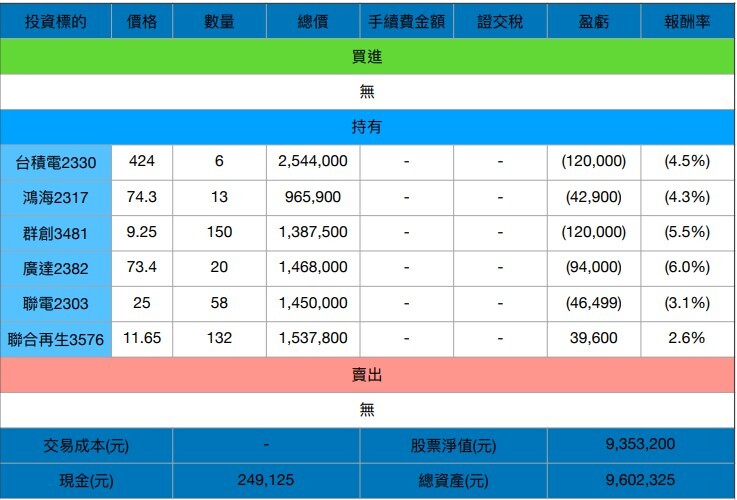 投資標的 價格 數量 總價 手續費金額 證交稅 盈虧 報酬率
買進
無
持有
台積電2330 424 6 2,544,000 - - (120,000) (4.5%)
鴻海2317 74.3 13 965,900 - - (42,900) (4.3%)
群創3481 9.25 150 1,387,500 - - (120,000) (5.5%)
廣達2382 73.4 20 1,468,000 - - (94,000) (6.0%)
聯電2303 25 58 1,450,000 - - (46,499) (3.1%)
聯合再生3576 11.65 132 1,537,800 - - 39,600 2.6%
賣出
無
交易成本(元) - 股票淨值(元) 9,353,200
現金(元) 249,125 總資產(元) 9,602,325